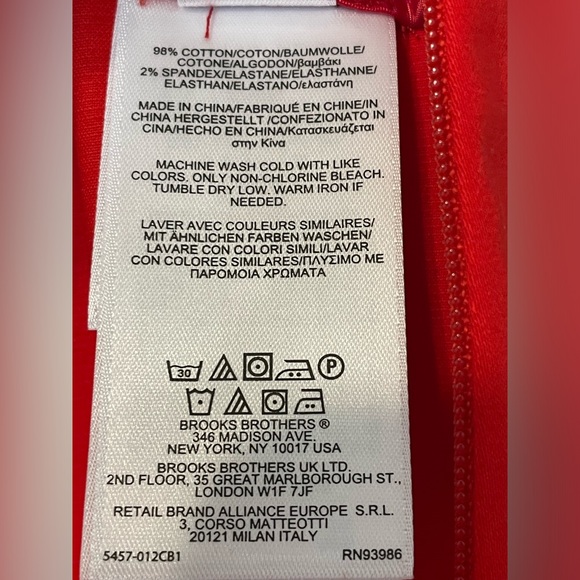 98% COTTON/COTON/BAUMWOLLE/
COTONE/ALGODON/βαμβάκι
2% SPANDEX/ELASTANE/ELASTHANNE/
ELASTHAN/ELASTANO/ελαστάνη
MADE IN CHINA/FABRIQUÉ EN CHINE/IN
CHINA HERGESTELLT /CONFEZIONATO IN
CINA/HECHO EN CHINA/Κατασκευάζεται
στην Κίνα
MACHINE WASH COLD WITH LIKE
COLORS. ONLY NON-CHLORINE BLEACH.
TUMBLE DRY LOW. WARM IRON IF
NEEDED.
LAVER AVEC COULEURS SIMILAIRES/
MIT ÄHNLICHEN FARBEN WASCHEN/
LAVARE CON COLORI SIMILI/LAVAR
CON COLORES SIMILARES/ΠΛΥΣΙΜΟ ΜΕ
ΠΑΡΟΜΟΙΑ ΧΡΩΜΑΤΑ
30 P
BROOKS BROTHERS ®
346 MADISON AVE.
NEW YORK, NY 10017 USA
BROOKS BROTHERS UK LTD.
2ND FLOOR, 35 GREAT MARLBOROUGH ST.,
LONDON W1F 7JF
RETAIL BRAND ALLIANCE EUROPE S.R.L.
3, CORSO MATTEOTTI
20121 MILAN ITALY
5457-012CB1 RN93986